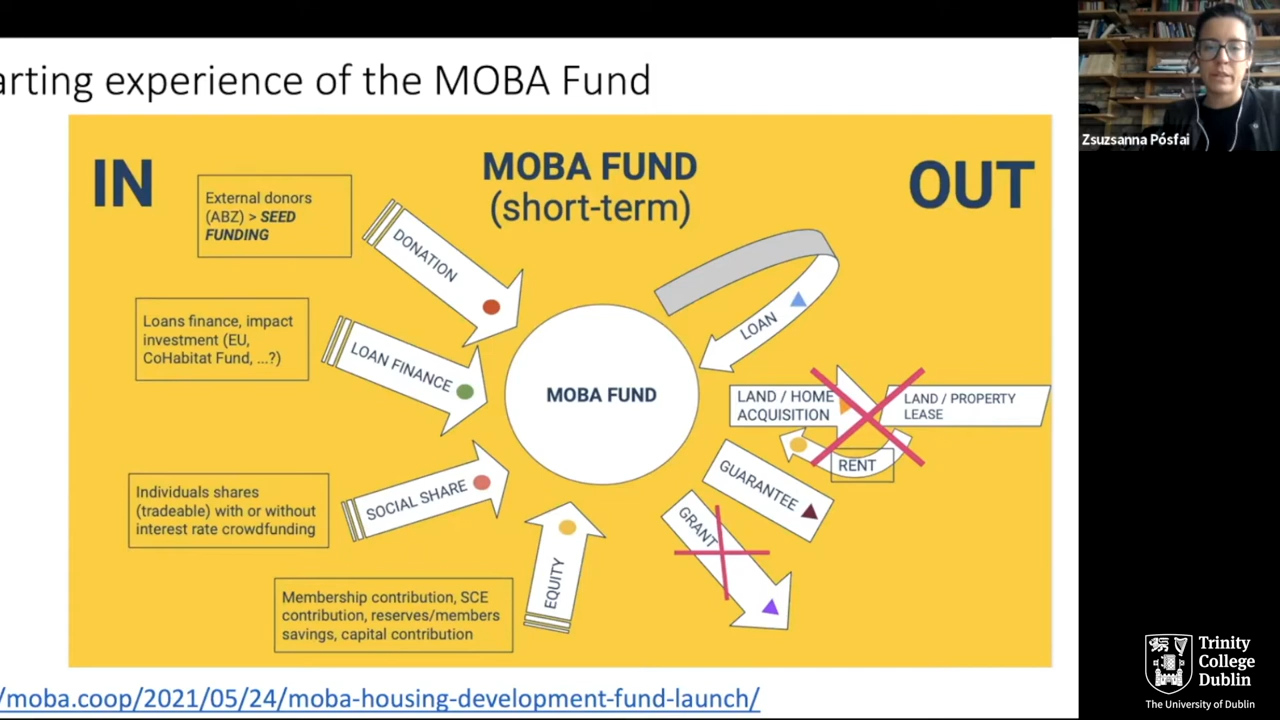 arting experience of the MOBA Fund
Zsuzsanna Pósfai
IN
MOBA FUND
(short-term)
OUT
External donors
(ABZ) > SEED
FUNDING
DONATION
Loans finance, impact
investment (EU,
CoHabitat Fund, ...?)
LOAN FINANCE
Individuals shares
(tradeable) with or without
interest rate crowdfunding
SOCIAL SHARE
Membership contribution, SCE
contribution, reserves/members
savings, capital contribution
EQUITY
MOBA FUND
LOAN
LAND / HOME
ACQUISITION
LAND / PROPERTY
LEASE
RENT
GUARANTEE
GRANT
/moba.coop/2021/05/24/moba-housing-development-fund-launch/
Trinity
College
Dublin
The University of Dublin